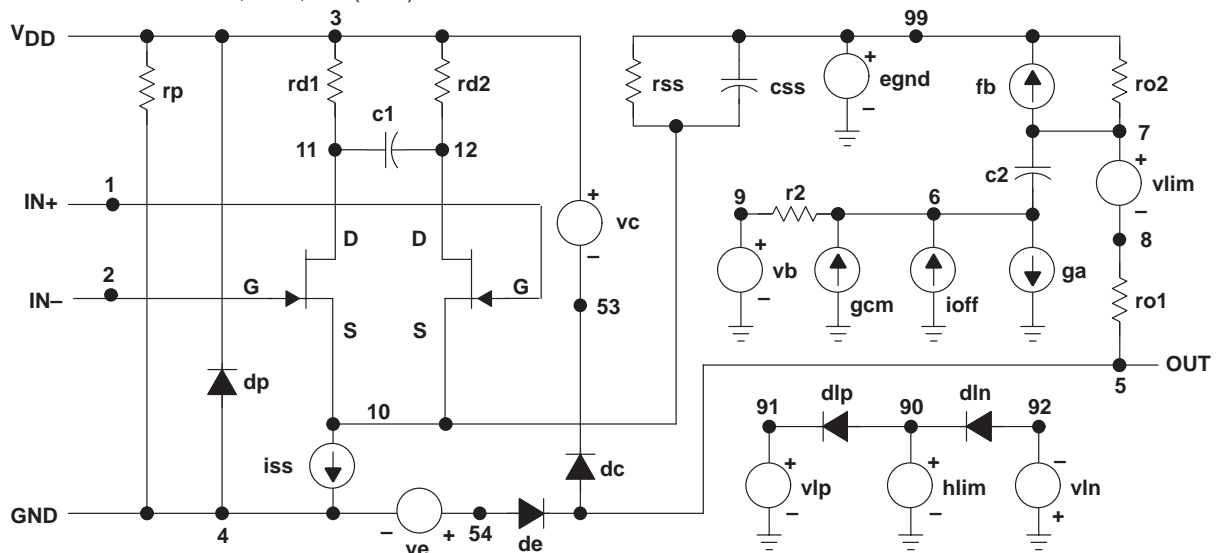 3
99
VDD
rp
rd1
rd2
c1
11
12
rss
css
egnd
+
−
fb
ro2
7
c2
+
vlim
−
8
ro1
IN+
1
IN−
2
D
D
G
G
S
S
+
vc
−
53
9
r2
6
+
vb
−
gcm
ioff
ga
dp
10
iss
dc
OUT
5
GND
4
−
ve
+
54
de
91
dlp
90
dln
92
+
vlp
−
+
hlim
−
−
vln
+